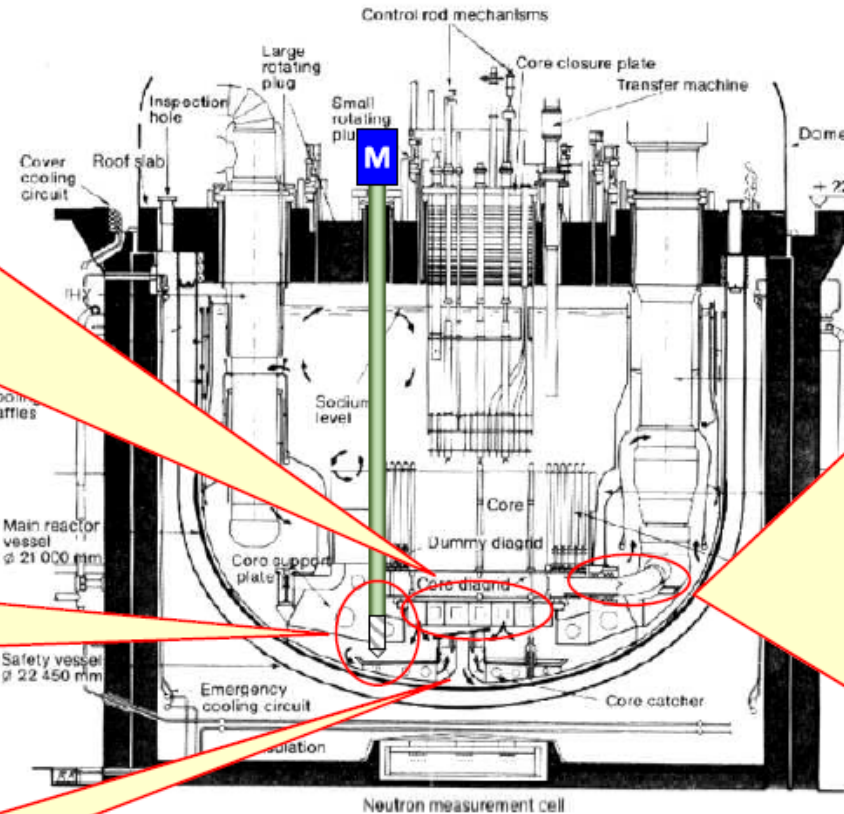 Control rod mechanisms
Large
rotating
plug
Core closure plate
Transfer machine
Inspection
hole
Small
rotating
M
Dome
Cover
cooling
circuit
Roof slab
Sodium
level
Core
Main reactor
vessel
ø 21 000 mm
Dummy diagrid
Core support
plate
Core diagrid
Safety vessel
ø 22 450 mm
Emergency
cooling circuit
Core catcher
Neutron measurement cell